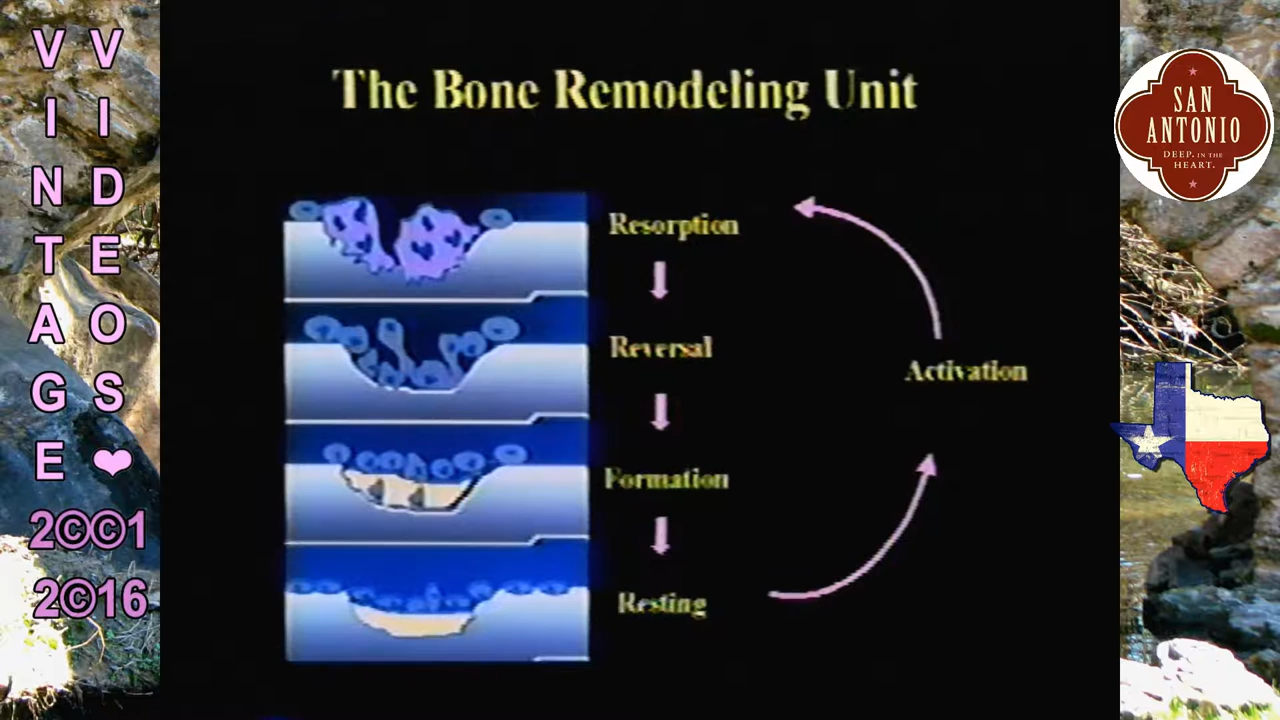 VINTAGE
VIDEOS ❤
2©©1
2©16
The Bone Remodeling Unit
Resorption
Reversal
Activation
Formation
Resting
SAN
ANTONIO
DEEP. IN THE
HEART.